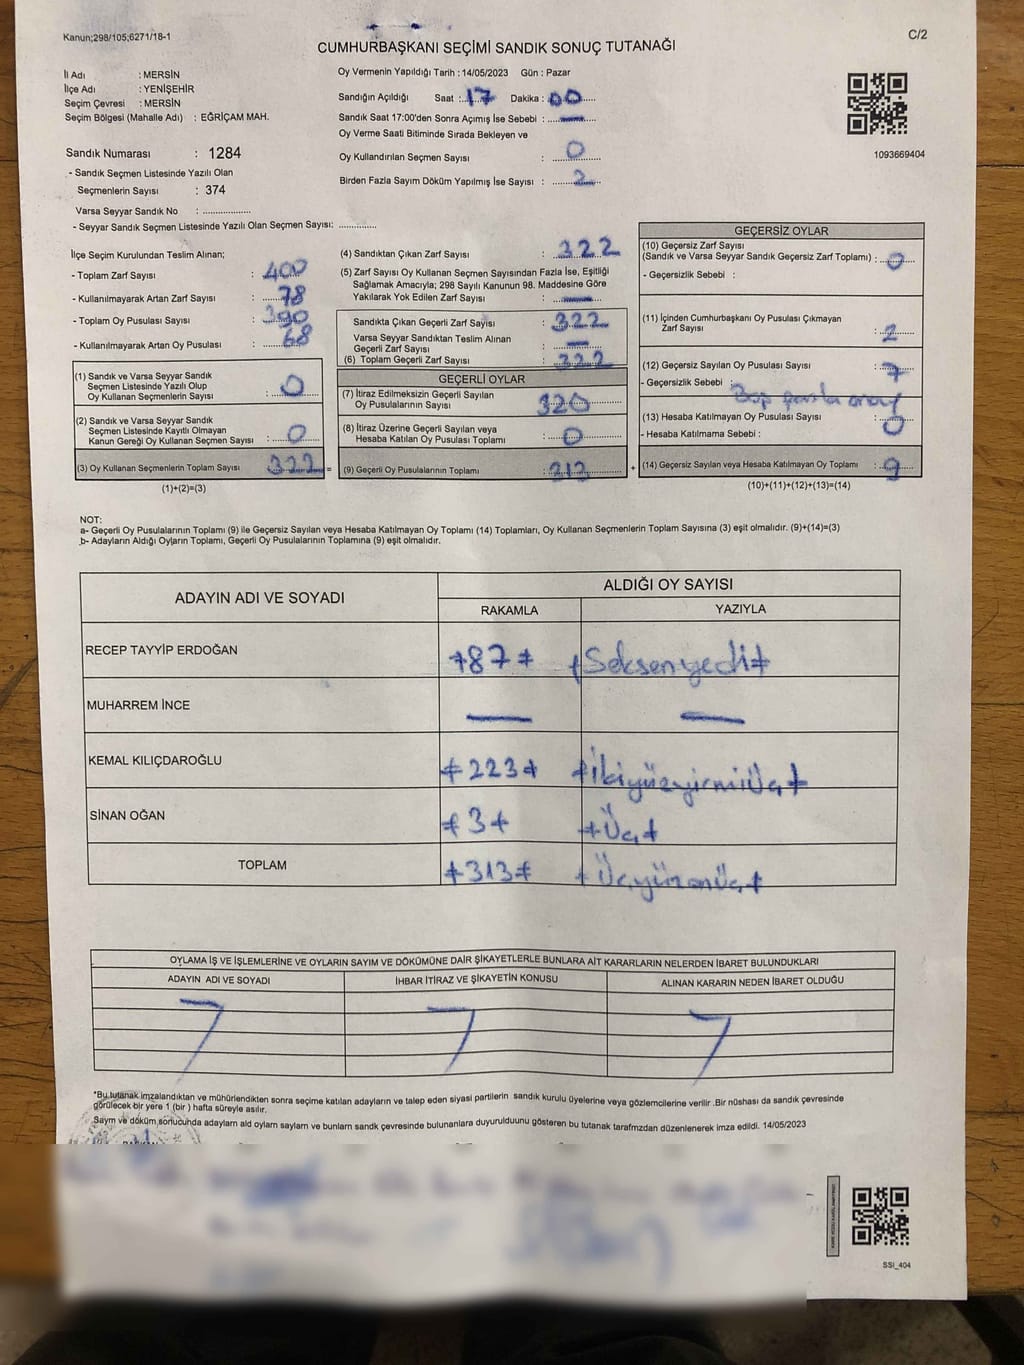 Kanun;298/105;6271/18-1
C/2
CUMHURBAŞKANI SEÇİMİ SANDIK SONUÇ TUTANAĞI
İl Adı : MERSİN
İlçe Adı : YENİŞEHİR
Seçim Çevresi : MERSİN
Seçim Bölgesi (Mahalle Adı) : EĞRİÇAM MAH.
Sandık Numarası : 1284
- Sandık Seçmen Listesinde Yazılı Olan
Seçmenlerin Sayısı : 374
Varsa Seyyar Sandık No : ..................
- Seyyar Sandık Seçmen Listesinde Yazılı Olan Seçmen Sayısı: ..............
Oy Vermenin Yapıldığı Tarih : 14/05/2023 Gün : Pazar
Sandığın Açıldığı Saat : 17 Dakika : 00
Sandık Saat 17:00'den Sonra Açımış İse Sebebi : —
Oy Verme Saati Bitiminde Sırada Bekleyen ve
Oy Kullandırılan Seçmen Sayısı : 0
Birden Fazla Sayım Döküm Yapılmış İse Sayısı : 2
1093669404
İlçe Seçim Kurulundan Teslim Alınan;
- Toplam Zarf Sayısı : 400
- Kullanılmayarak Artan Zarf Sayısı : 78
- Toplam Oy Pusulası Sayısı : 390
- Kullanılmayarak Artan Oy Pusulası : 68
(1) Sandık ve Varsa Seyyar Sandık
Seçmen Listesinde Yazılı Olup
Oy Kullanan Seçmenlerin Sayısı : 0
(2) Sandık ve Varsa Seyyar Sandık
Seçmen Listesinde Kayıtlı Olmayan
Kanun Gereği Oy Kullanan Seçmen Sayısı : 0
(3) Oy Kullanan Seçmenlerin Toplam Sayısı 322 =
(1)+(2)=(3)
(4) Sandıktan Çıkan Zarf Sayısı : 322
(5) Zarf Sayısı Oy Kullanan Seçmen Sayısından Fazla İse, Eşitliği
Sağlamak Amacıyla; 298 Sayılı Kanunun 98. Maddesine Göre
Yakılarak Yok Edilen Zarf Sayısı : —
Sandıkta Çıkan Geçerli Zarf Sayısı : 322
Varsa Seyyar Sandıktan Teslim Alınan
Geçerli Zarf Sayısı : —
(6) Toplam Geçerli Zarf Sayısı : 322
GEÇERLİ OYLAR
(7) İtiraz Edilmeksizin Geçerli Sayılan
Oy Pusulalarının Sayısı : 320
(8) İtiraz Üzerine Geçerli Sayılan veya
Hesaba Katılan Oy Pusulası Toplamı : 0
(9) Geçerli Oy Pusulalarının Toplamı : 313 +
GEÇERSİZ OYLAR
(10) Geçersiz Zarf Sayısı
(Sandık ve Varsa Seyyar Sandık Geçersiz Zarf Toplamı) : 0
- Geçersizlik Sebebi :
(11) İçinden Cumhurbaşkanı Oy Pusulası Çıkmayan
Zarf Sayısı : 2
(12) Geçersiz Sayılan Oy Pusulası Sayısı : 7
- Geçersizlik Sebebi :
(13) Hesaba Katılmayan Oy Pusulası Sayısı : 0
- Hesaba Katılmama Sebebi :
(14) Geçersiz Sayılan veya Hesaba Katılmayan Oy Toplamı : 9
(10)+(11)+(12)+(13)=(14)
NOT:
a- Geçerli Oy Pusulalarının Toplamı (9) ile Geçersiz Sayılan veya Hesaba Katılmayan Oy Toplamı (14) Toplamları, Oy Kullanan Seçmenlerin Toplam Sayısına (3) eşit olmalıdır. (9)+(14)=(3)
b- Adayların Aldığı Oyların Toplamı, Geçerli Oy Pusulalarının Toplamına (9) eşit olmalıdır.
ADAYIN ADI VE SOYADI ALDIĞI OY SAYISI
RAKAMLA YAZIYLA
RECEP TAYYİP ERDOĞAN 87 Seksenyedi
MUHARREM İNCE — —
KEMAL KILIÇDAROĞLU 223 İkiyüzyirmiÜç
SİNAN OĞAN 3 Üç
TOPLAM 313 ÜçyüzonÜç
OYLAMA İŞ VE İŞLEMLERİNE VE OYLARIN SAYIM VE DÖKÜMÜNE DAİR ŞİKAYETLERLE BUNLARA AİT KARARLARIN NELERDEN İBARET BULUNDUKLARI
ADAYIN ADI VE SOYADI İHBAR İTİRAZ VE ŞİKAYETİN KONUSU ALINAN KARARIN NEDEN İBARET OLDUĞU
*Bu tutanak imzalandıktan ve mühürlendikten sonra seçime katılan adayların ve talep eden siyasi partilerin sandık kurulu üyelerine veya gözlemcilerine verilir .Bir nüshası da sandık çevresinde
görülecek bir yere 1 (bir ) hafta süreyle asılır.
Saym ve döküm sorlucuhda adaylarn ald oylarn saylarn ve bunlarn sandk çevresinde bulunanlara duyurulduunu gösteren bu tutanak tarafmzdan düzenlenerek imza edildi. 14/05/2023
SSİ_404